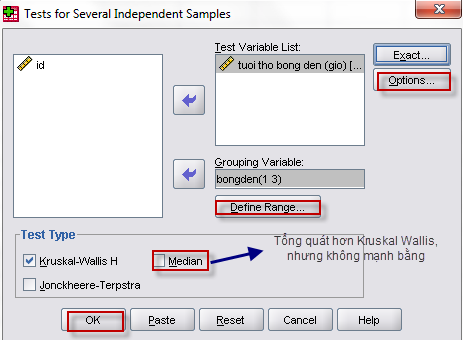 Tests for Several Independent Samples
id
Test Variable List:
tuoi tho bong den (gio) [...
Exact...
Options...
Grouping Variable:
bongden(1 3)
Define Range...
Test Type
Kruskal-Wallis H
Median
Jonckheere-Terpstra
Tổng quát hơn Kruskal Wallis,
nhưng không mạnh bằng
OK
Paste
Reset
Cancel
Help